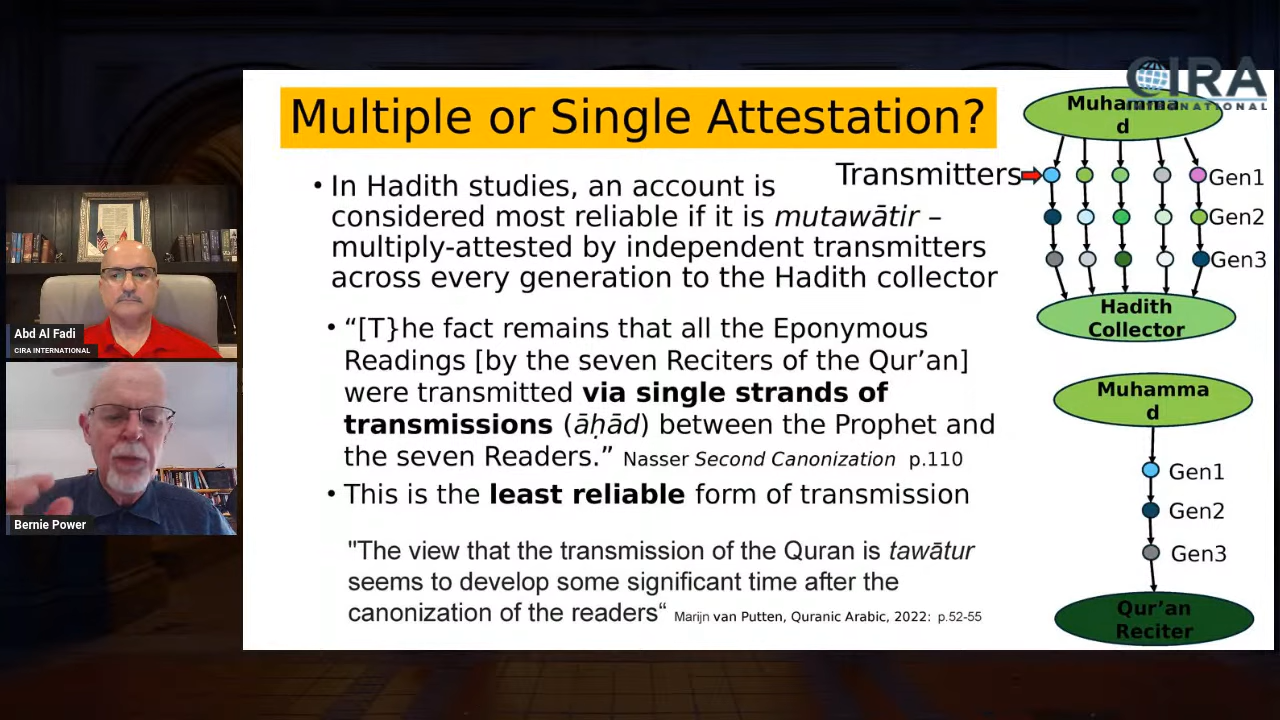 CIRA
INTERNATIONAL
Multiple or Single Attestation?
• In Hadith studies, an account is
considered most reliable if it is mutawātir –
multiply-attested by independent transmitters
across every generation to the Hadith collector
• “[T}he fact remains that all the Eponymous
Readings [by the seven Reciters of the Qur’an]
were transmitted via single strands of
transmissions (āḥād) between the Prophet and
the seven Readers.” Nasser Second Canonization p.110
• This is the least reliable form of transmission
"The view that the transmission of the Quran is tawātur
seems to develop some significant time after the
canonization of the readers“ Marijn van Putten, Quranic Arabic, 2022: p.52-55
Muhamma
d
Transmitters
Gen1
Gen2
Gen3
Hadith
Collector
Muhamma
d
Gen1
Gen2
Gen3
Qur’an
Reciter
Abd Al Fadi
CIRA INTERNATIONAL
Bernie Power